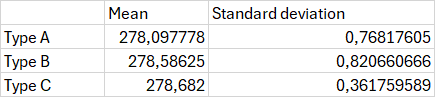 Mean Standard deviation
Type A 278,097778 0,76817605
Type B 278,58625 0,820660666
Type C 278,682 0,361759589